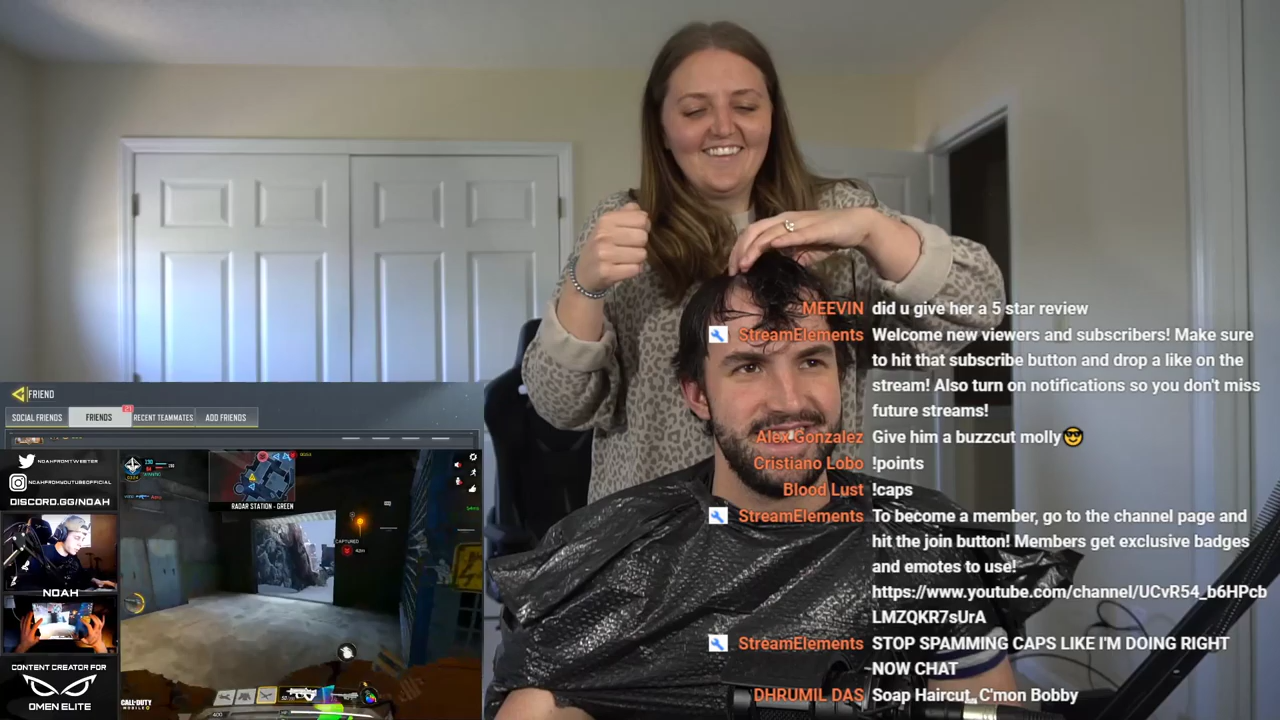 MEEVIN did u give her a 5 star review
StreamElements Welcome new viewers and subscribers! Make sure
to hit that subscribe button and drop a like on the
stream! Also turn on notifications so you don't miss
future streams!
Alex Gonzalez Give him a buzzcut molly😎
Cristiano Lobo !points
Blood Lust !caps
StreamElements To become a member, go to the channel page and
hit the join button! Members get exclusive badges
and emotes to use!
https://www.youtube.com/channel/UCvR54_b6HPcb
LMZQKR7sUrA
StreamElements STOP SPAMMING CAPS LIKE I'M DOING RIGHT
NOW CHAT
DHRUMIL DAS Soap Haircut, C'mon Bobby
FRIEND
SOCIAL FRIENDS FRIENDS RECENT TEAMMATES ADD FRIENDS
NOAHFROMTWEETER
NOAHFROMYOUTUBEOFFICIAL
DISCORD.GG/NOAH
NOAH
CONTENT CREATOR FOR
OMEN ELITE
RADAR STATION - GREEN
CAPTURED
CALL OF DUTY
MOBILE